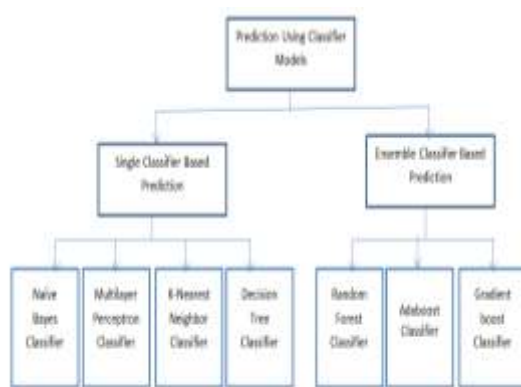 Prediction Using Classifier
Models
Single Classifier Based
Prediction
Ensemble Classifier Based
Prediction
Naïve
Bayes
Classifier
Multilayer
Perceptron
Classifier
K-Nearest
Neighbor
Classifier
Decision
Tree
Classifier
Random
Forest
Classifier
Adaboost
Classifier
Gradient
boost
Classifier